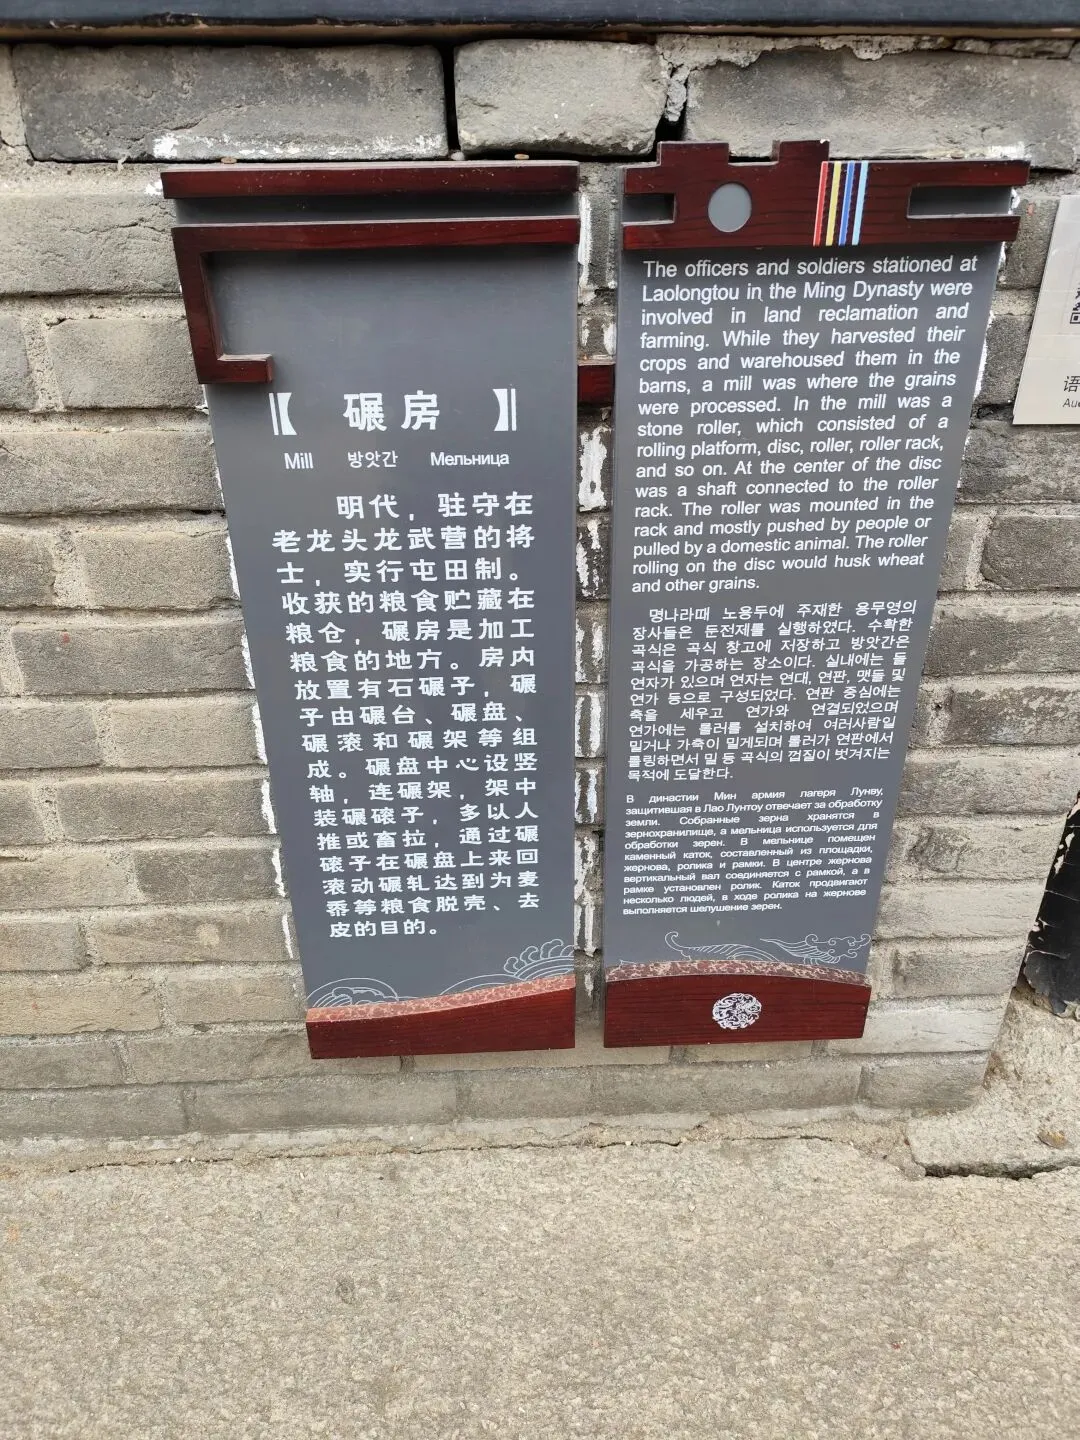 【 碾房 】
Mill 방앗간 Мельница
明代，驻守在
老龙头龙武营的将
士，实行屯田制。
收获的粮食贮藏在
粮仓，碾房是加工
粮食的地方。房内
放置有石碾子，碾
子由碾台、碾盘、
碾滚和碾架等组
成。碾盘中心设竖
轴，连碾架，架中
装碾磙子，多以人
推或畜拉，通过碾
磙子在碾盘上来回
滚动碾轧达到为麦
黍等粮食脱壳、去
皮的目的。
The officers and soldiers stationed at
Laolongtou in the Ming Dynasty were
involved in land reclamation and
farming. While they harvested their
crops and warehoused them in the
barns, a mill was where the grains
were processed. In the mill was a
stone roller, which consisted of a
rolling platform, disc, roller, roller rack,
and so on. At the center of the disc
was a shaft connected to the roller
rack. The roller was mounted in the
rack and mostly pushed by people or
pulled by a domestic animal. The roller
rolling on the disc would husk wheat
and other grains.
명나라때 노용두에 주재한 용무영의
장사들은 둔전제를 실행하였다. 수확한
곡식은 곡식 창고에 저장하고 방앗간은
곡식을 가공하는 장소이다. 실내에는 돌
연자가 있으며 연자는 연대, 연판, 맷돌 및
연가 등으로 구성되었다. 연판 중심에는
축을 세우고 연가와 연결되었으며
연가에는 롤러를 설치하여 여러사람일
밀거나 가축이 밀게되며 롤러가 연판에서
롤링하면서 밀 등 곡식의 껍질이 벗겨지는
목적에 도달한다.
В династии Мин армия лагеря Лунву,
защитившая в Лао Лунтоу отвечает за обработку
земли. Собранные зерна хранятся в
зернохранилище, а мельница используется для
обработки зерен. В мельнице помещен
каменный каток, составленный из площадки,
жернова, ролика и рамки. В центре жернова
вертикальный вал соединяется с рамкой, а в
рамке установлен ролик. Каток продвигают
несколько людей, в ходе ролика на жернове
выполняется шелушение зерен.
语
Au